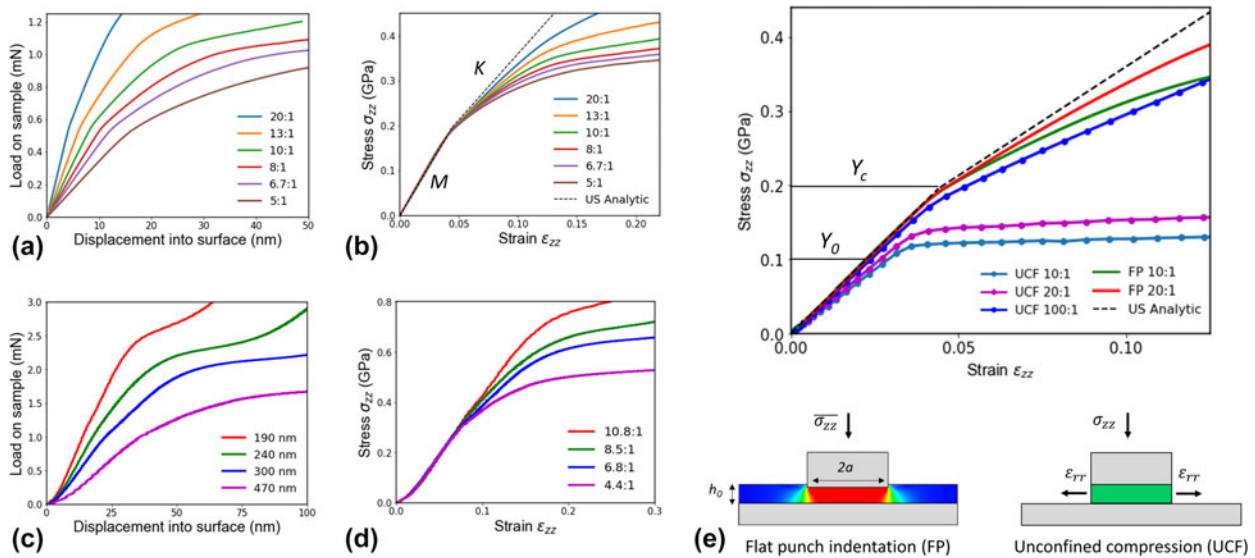 1.2
1.0
0.8
0.6
0.4
0.2
0.0
Load on sample (mN)
20:1
13:1
10:1
8:1
6.7:1
5:1
0 10 20 30 40 50
Displacement into surface (nm)
(a)
0.4
0.3
0.2
0.1
0.0
Stress σzz (GPa)
K
M
20:1
13:1
10:1
8:1
6.7:1
5:1
US Analytic
0.00 0.05 0.10 0.15 0.20
Strain εzz
(b)
3.0
2.5
2.0
1.5
1.0
0.5
0.0
Load on sample (mN)
190 nm
240 nm
300 nm
470 nm
0 25 50 75 100
Displacement into surface (nm)
(c)
0.8
0.6
0.4
0.2
0.0
Stress σzz (GPa)
10.8:1
8.5:1
6.8:1
4.4:1
0.0 0.1 0.2 0.3
Strain εzz
(d)
0.4
0.3
0.2
0.1
0.0
Stress σzz (GPa)
Yc
Y0
UCF 10:1
UCF 20:1
UCF 100:1
FP 10:1
FP 20:1
US Analytic
0.00 0.05 0.10
Strain εzz
σzz
2a
h0
Flat punch indentation (FP)
σzz
εrr εrr
Unconfined compression (UCF)
(e)